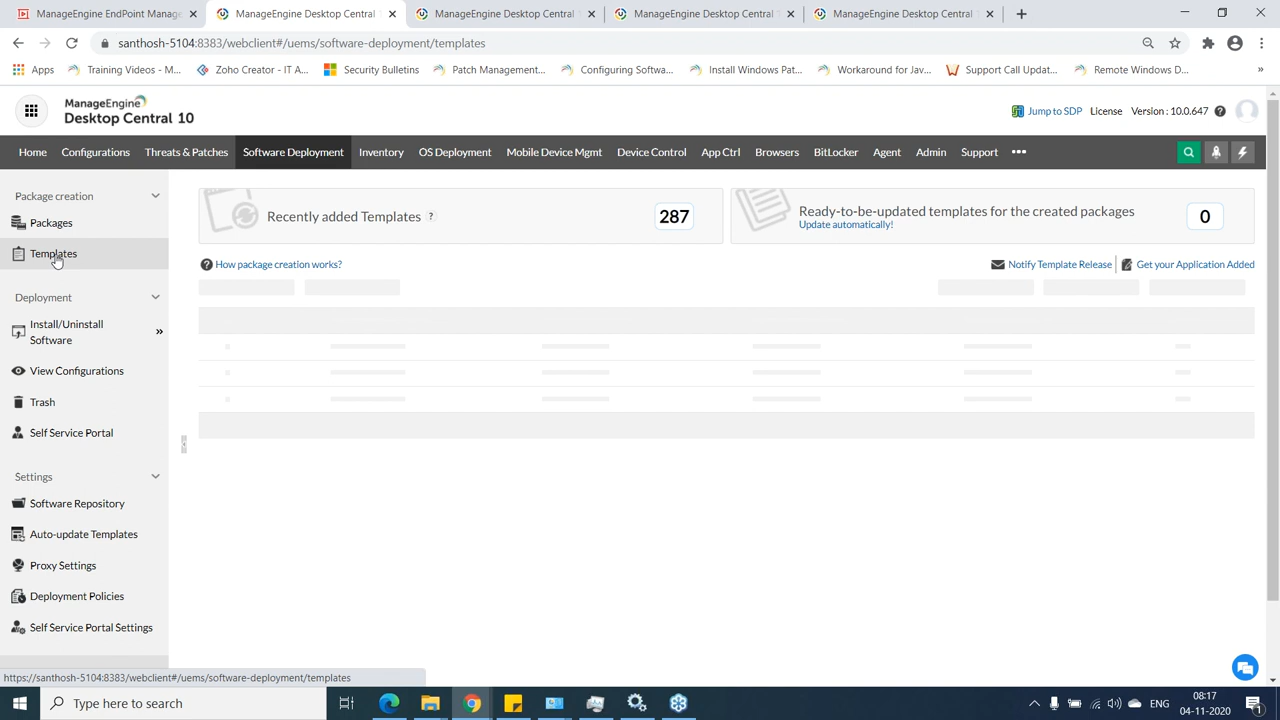 ManageEngine EndPoint Manager
ManageEngine Desktop Central
ManageEngine Desktop Central
ManageEngine Desktop Central
ManageEngine Desktop Central
santhosh-5104:8383/webclient#/uems/software-deployment/templates
Apps
Training Videos - M...
Zoho Creator - IT A...
Security Bulletins
Patch Management...
Configuring Softwa...
Install Windows Pat...
Workaround for Jav...
Support Call Updat...
Remote Windows D...
»
ManageEngine
Desktop Central 10
Jump to SDP
License
Version : 10.0.647
Home
Configurations
Threats & Patches
Software Deployment
Inventory
OS Deployment
Mobile Device Mgmt
Device Control
App Ctrl
Browsers
BitLocker
Agent
Admin
Support
Package creation
Packages
Templates
Deployment
Install/Uninstall
Software
»
View Configurations
Trash
Self Service Portal
Settings
Software Repository
Auto-update Templates
Proxy Settings
Deployment Policies
Self Service Portal Settings
Recently added Templates ?
287
Ready-to-be-updated templates for the created packages
Update automatically!
0
How package creation works?
Notify Template Release
Get your Application Added
https://santhosh-5104:8383/webclient#/uems/software-deployment/templates
Type here to search
ENG
08:17
04-11-2020
1